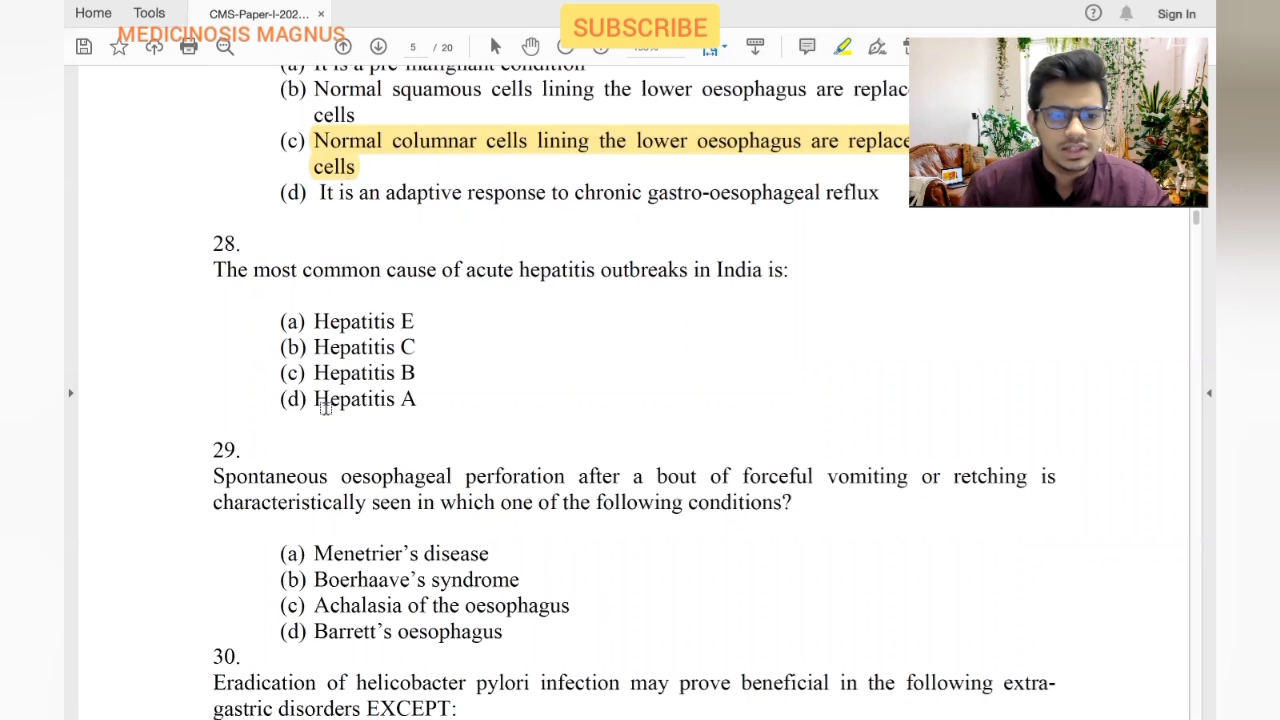 Home
Tools
CMS-Paper-I-202... ×
Sign In
MEDICINOSIS MAGNUS
SUBSCRIBE
5 / 20
(a) It is a pre malignant condition
(b) Normal squamous cells lining the lower oesophagus are replac
cells
(c) Normal columnar cells lining the lower oesophagus are replace
cells
(d) It is an adaptive response to chronic gastro-oesophageal reflux
28.
The most common cause of acute hepatitis outbreaks in India is:
(a) Hepatitis E
(b) Hepatitis C
(c) Hepatitis B
(d) Hepatitis A
29.
Spontaneous oesophageal perforation after a bout of forceful vomiting or retching is
characteristically seen in which one of the following conditions?
(a) Menetrier's disease
(b) Boerhaave's syndrome
(c) Achalasia of the oesophagus
(d) Barrett's oesophagus
30.
Eradication of helicobacter pylori infection may prove beneficial in the following extra-
gastric disorders EXCEPT: